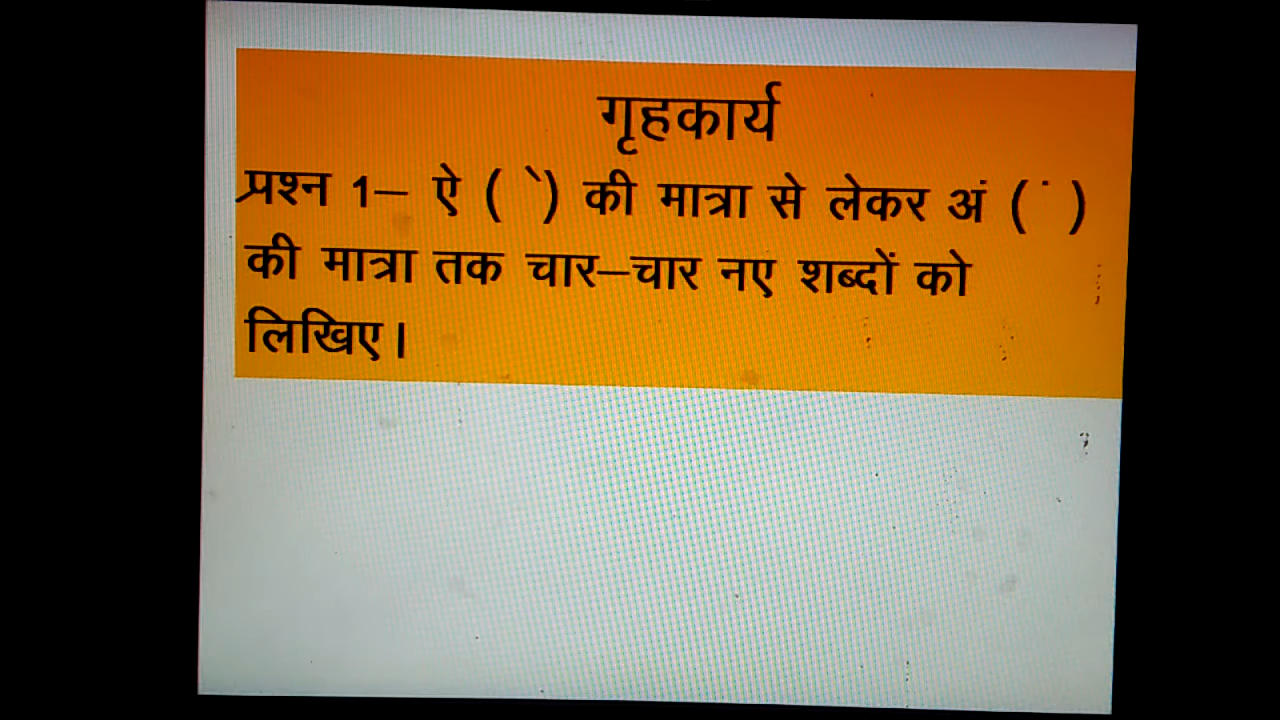 गृहकार्य
प्रश्न 1– ऐ ( `) की मात्रा से लेकर अं ( ं )
की मात्रा तक चार–चार नए शब्दों को
लिखिए।